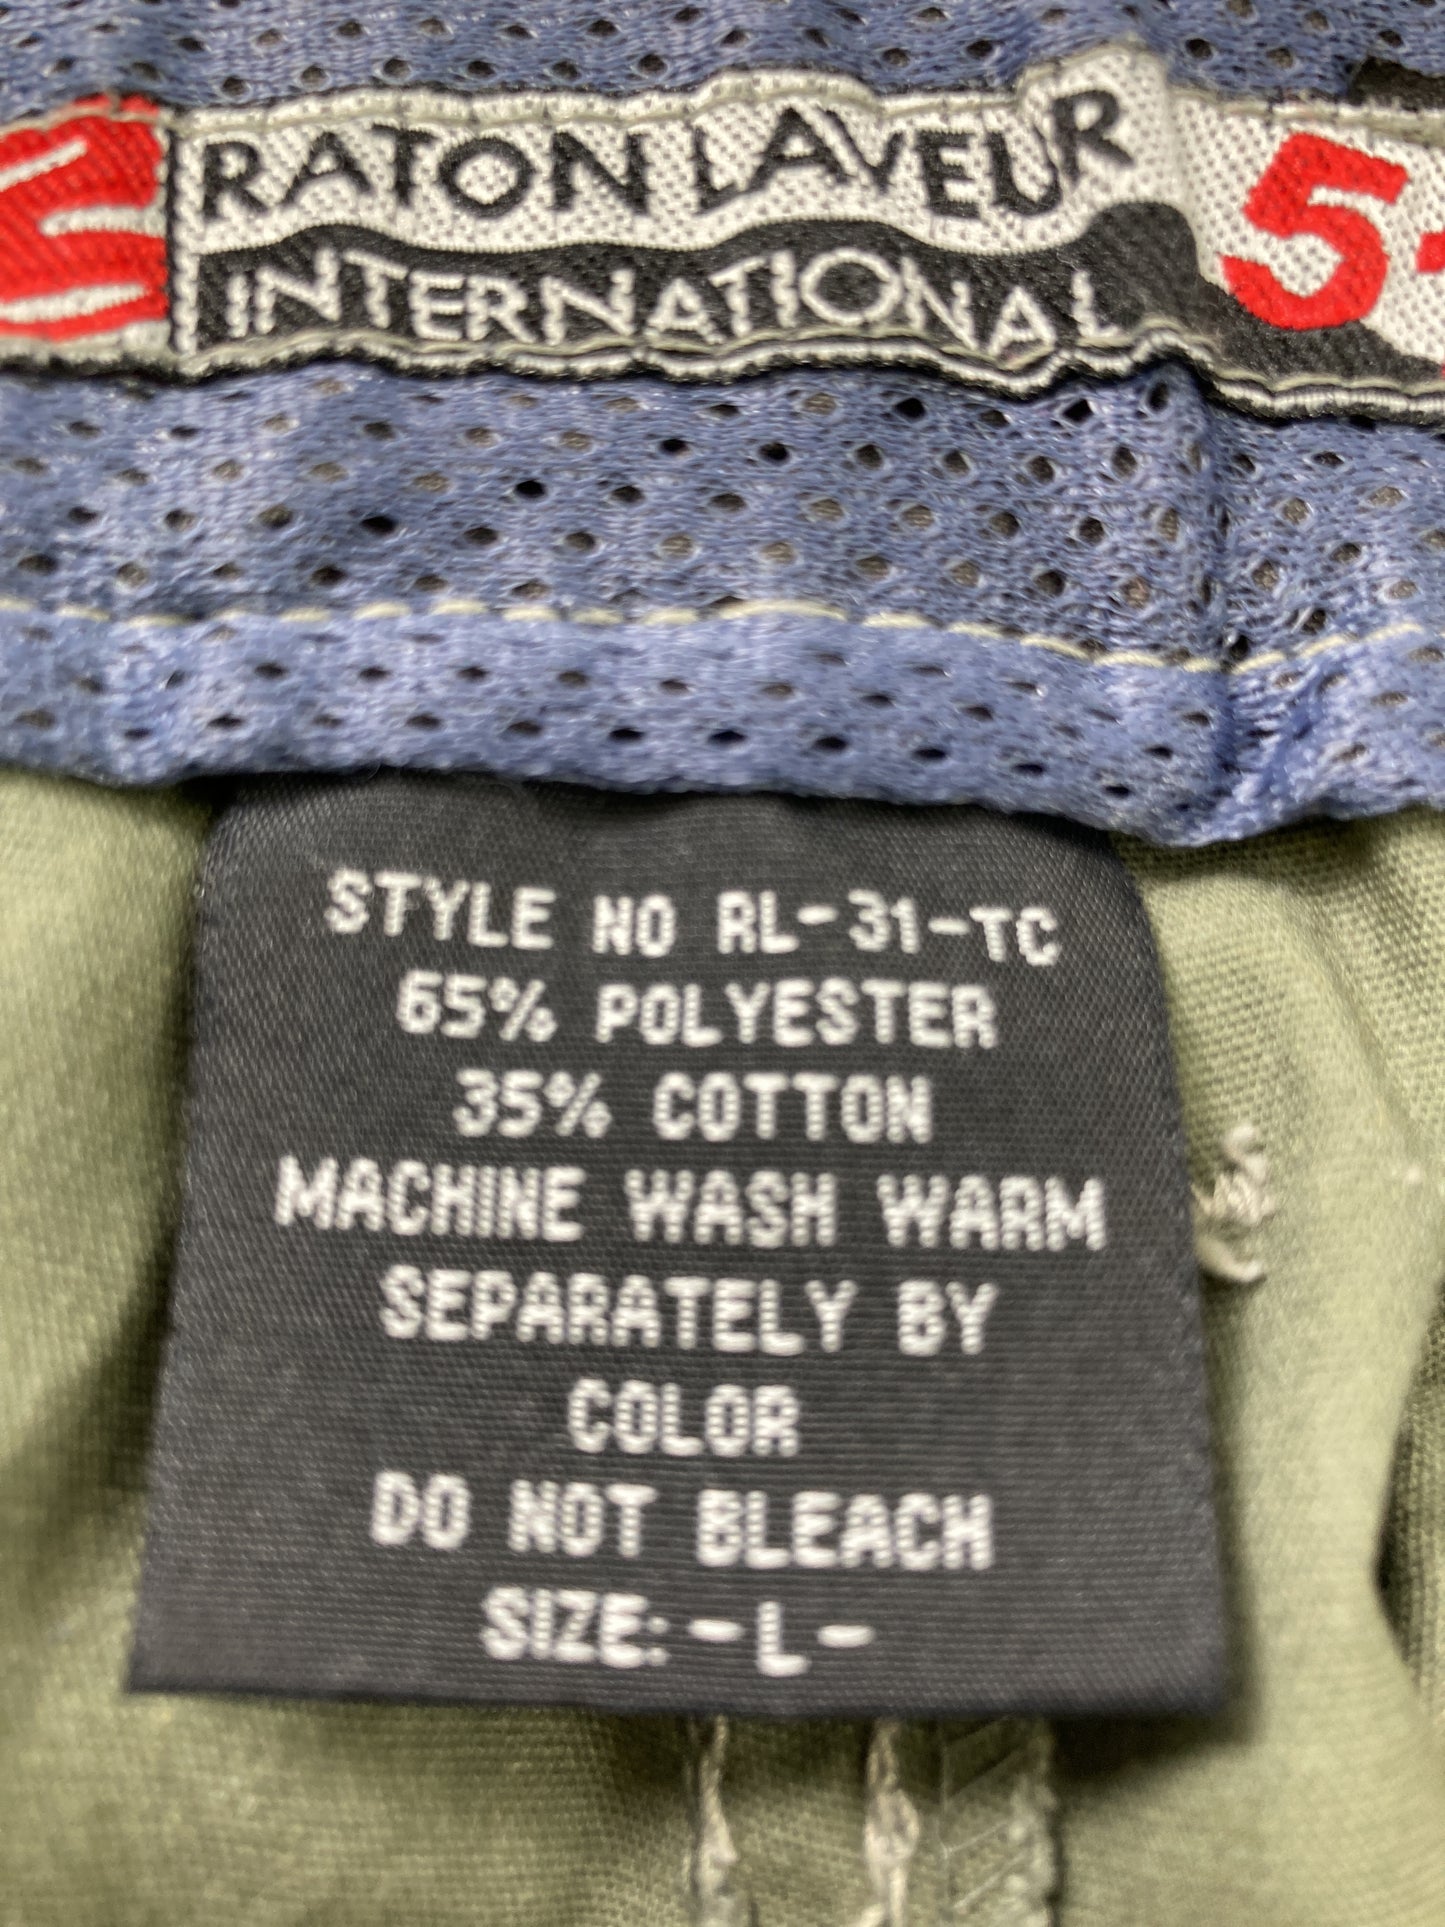 RATON LAVEUR
INTERNATIONAL
STYLE NO RL-31-TC
65% POLYESTER
35% COTTON
MACHINE WASH WARM
SEPARATELY BY
COLOR
DO NOT BLEACH
SIZE: -L-